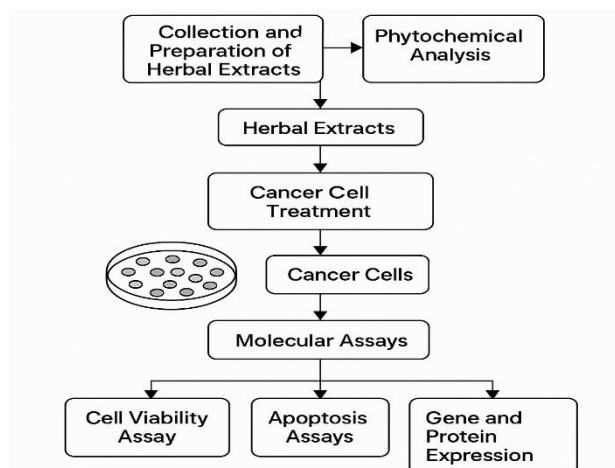 Collection and
Preparation of
Herbal Extracts
Phytochemical
Analysis
Herbal Extracts
Cancer Cell
Treatment
Cancer Cells
Molecular Assays
Cell Viability
Assay
Apoptosis
Assays
Gene and
Protein
Expression